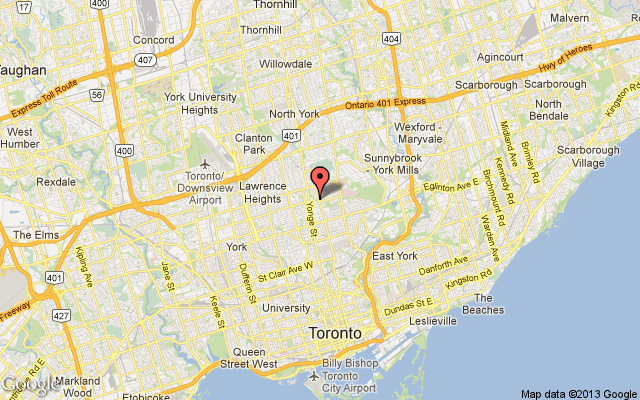 Thornhill
Thornhill
Malvern
Concord
404
407
Agincourt
Willowdale
Vaughan
400
Hwy of Heroes
Express Toll Route
Scarborough
Scarborough
56
York University
Heights
Ontario 401 Express
Kingston Rd
North York
North
Bendale
West
Humber
Wexford -
Maryvale
400
Clanton
Park
401
Midland Ave
Brimley Rd
Scarborough
Village
Toronto/
Downsview
Airport
Sunnybrook
- York Mills
Kennedy Rd
Rexdale
Lawrence
Heights
Eglinton Ave E
Birchmount Rd
Yonge St
Warden Ave
The Elms
York
East York
401
Kipling Ave
Jane St
St Clair Ave W
Danforth Ave
Dufferin St
Kingston Rd
Freeway
Keele St
University
Dundas St E
The
Beaches
427
Leslieville
Toronto
Queen
Street West
Billy Bishop
Toronto
City Airport
Google
Markland
Wood
Etobicoke
Map data ©2013 Google